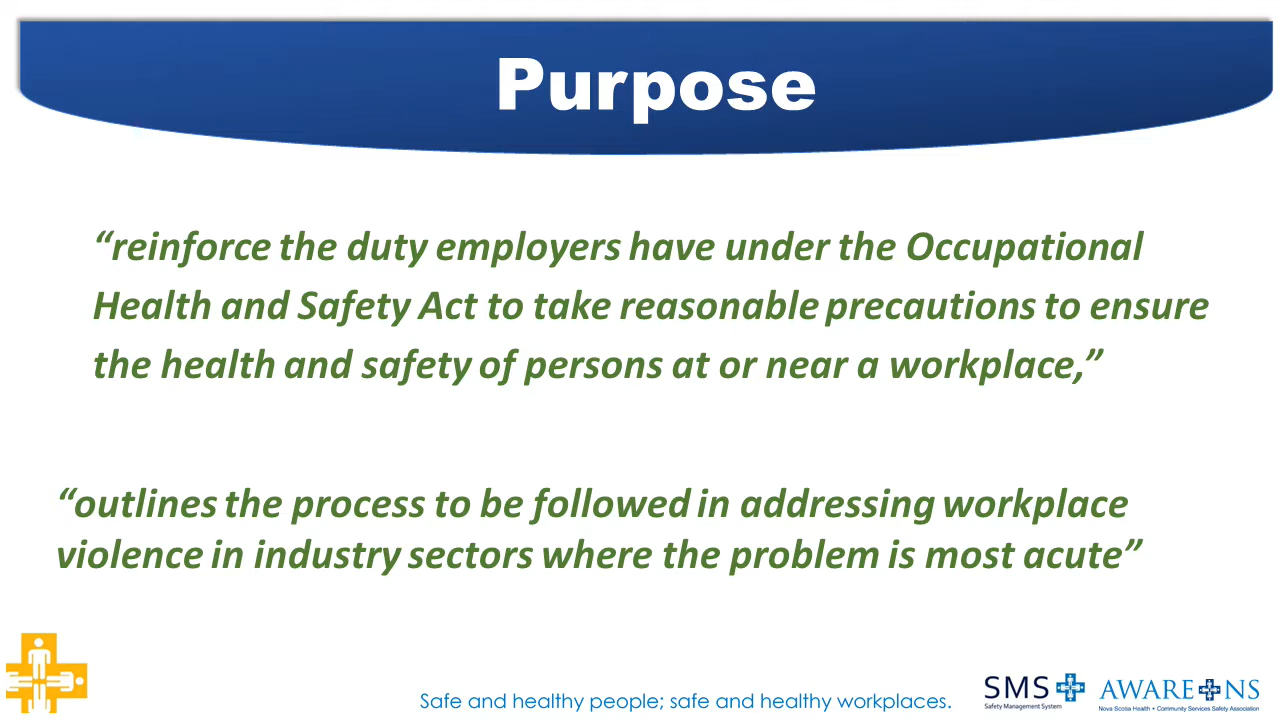 Purpose
“reinforce the duty employers have under the Occupational
Health and Safety Act to take reasonable precautions to ensure
the health and safety of persons at or near a workplace,”
“outlines the process to be followed in addressing workplace
violence in industry sectors where the problem is most acute”
Safe and healthy people; safe and healthy workplaces.
SMS
Safety Management System
AWARE NS
Nova Scotia Health • Community Services Safety Association